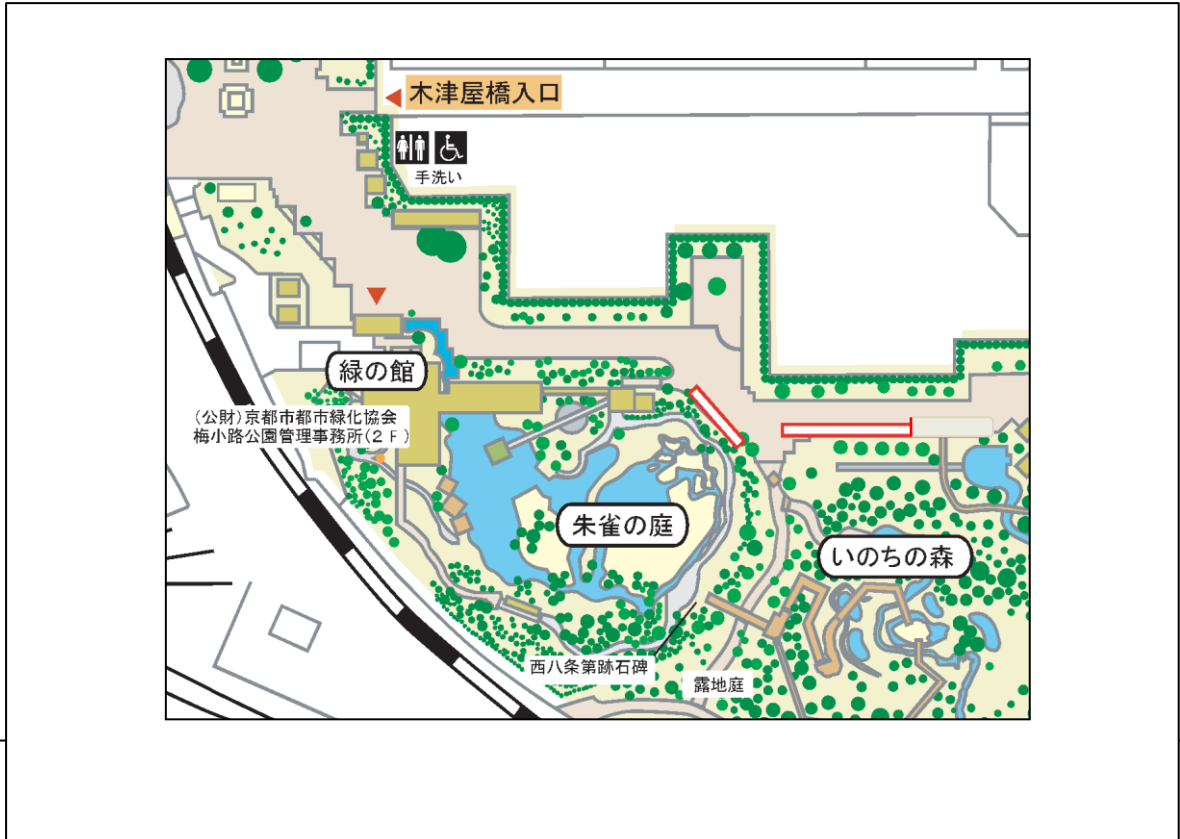 木津屋橋入口
手洗い
緑の館
(公財)京都市都市緑化協会
梅小路公園管理事務所(２Ｆ)
朱雀の庭
いのちの森
西八条第跡石碑
露地庭